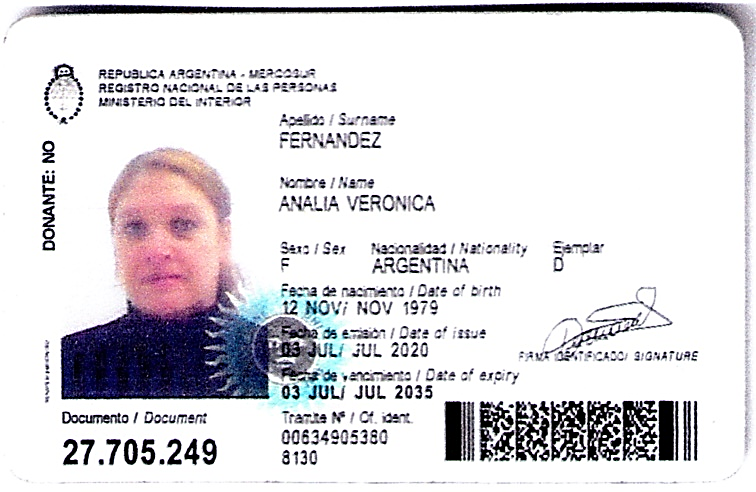 REPUBLICA ARGENTINA - MERCOSUR
REGISTRO NACIONAL DE LAS PERSONAS
MINISTERIO DEL INTERIOR
DONANTE: NO
Apellido / Surname
FERNANDEZ
Nombre / Name
ANALIA VERONICA
Sexo / Sex Nacionalidad / Nationality Ejemplar
F ARGENTINA D
Fecha de nacimiento / Date of birth
12 NOV/ NOV 1979
Fecha de emisión / Date of issue
03 JUL/ JUL 2020
FIRMA IDENTIFICADO/ SIGNATURE
Fecha de vencimiento / Date of expiry
03 JUL/ JUL 2035
Documento / Document
27.705.249
Tramite Nº / Of. ident.
00634905380
8130